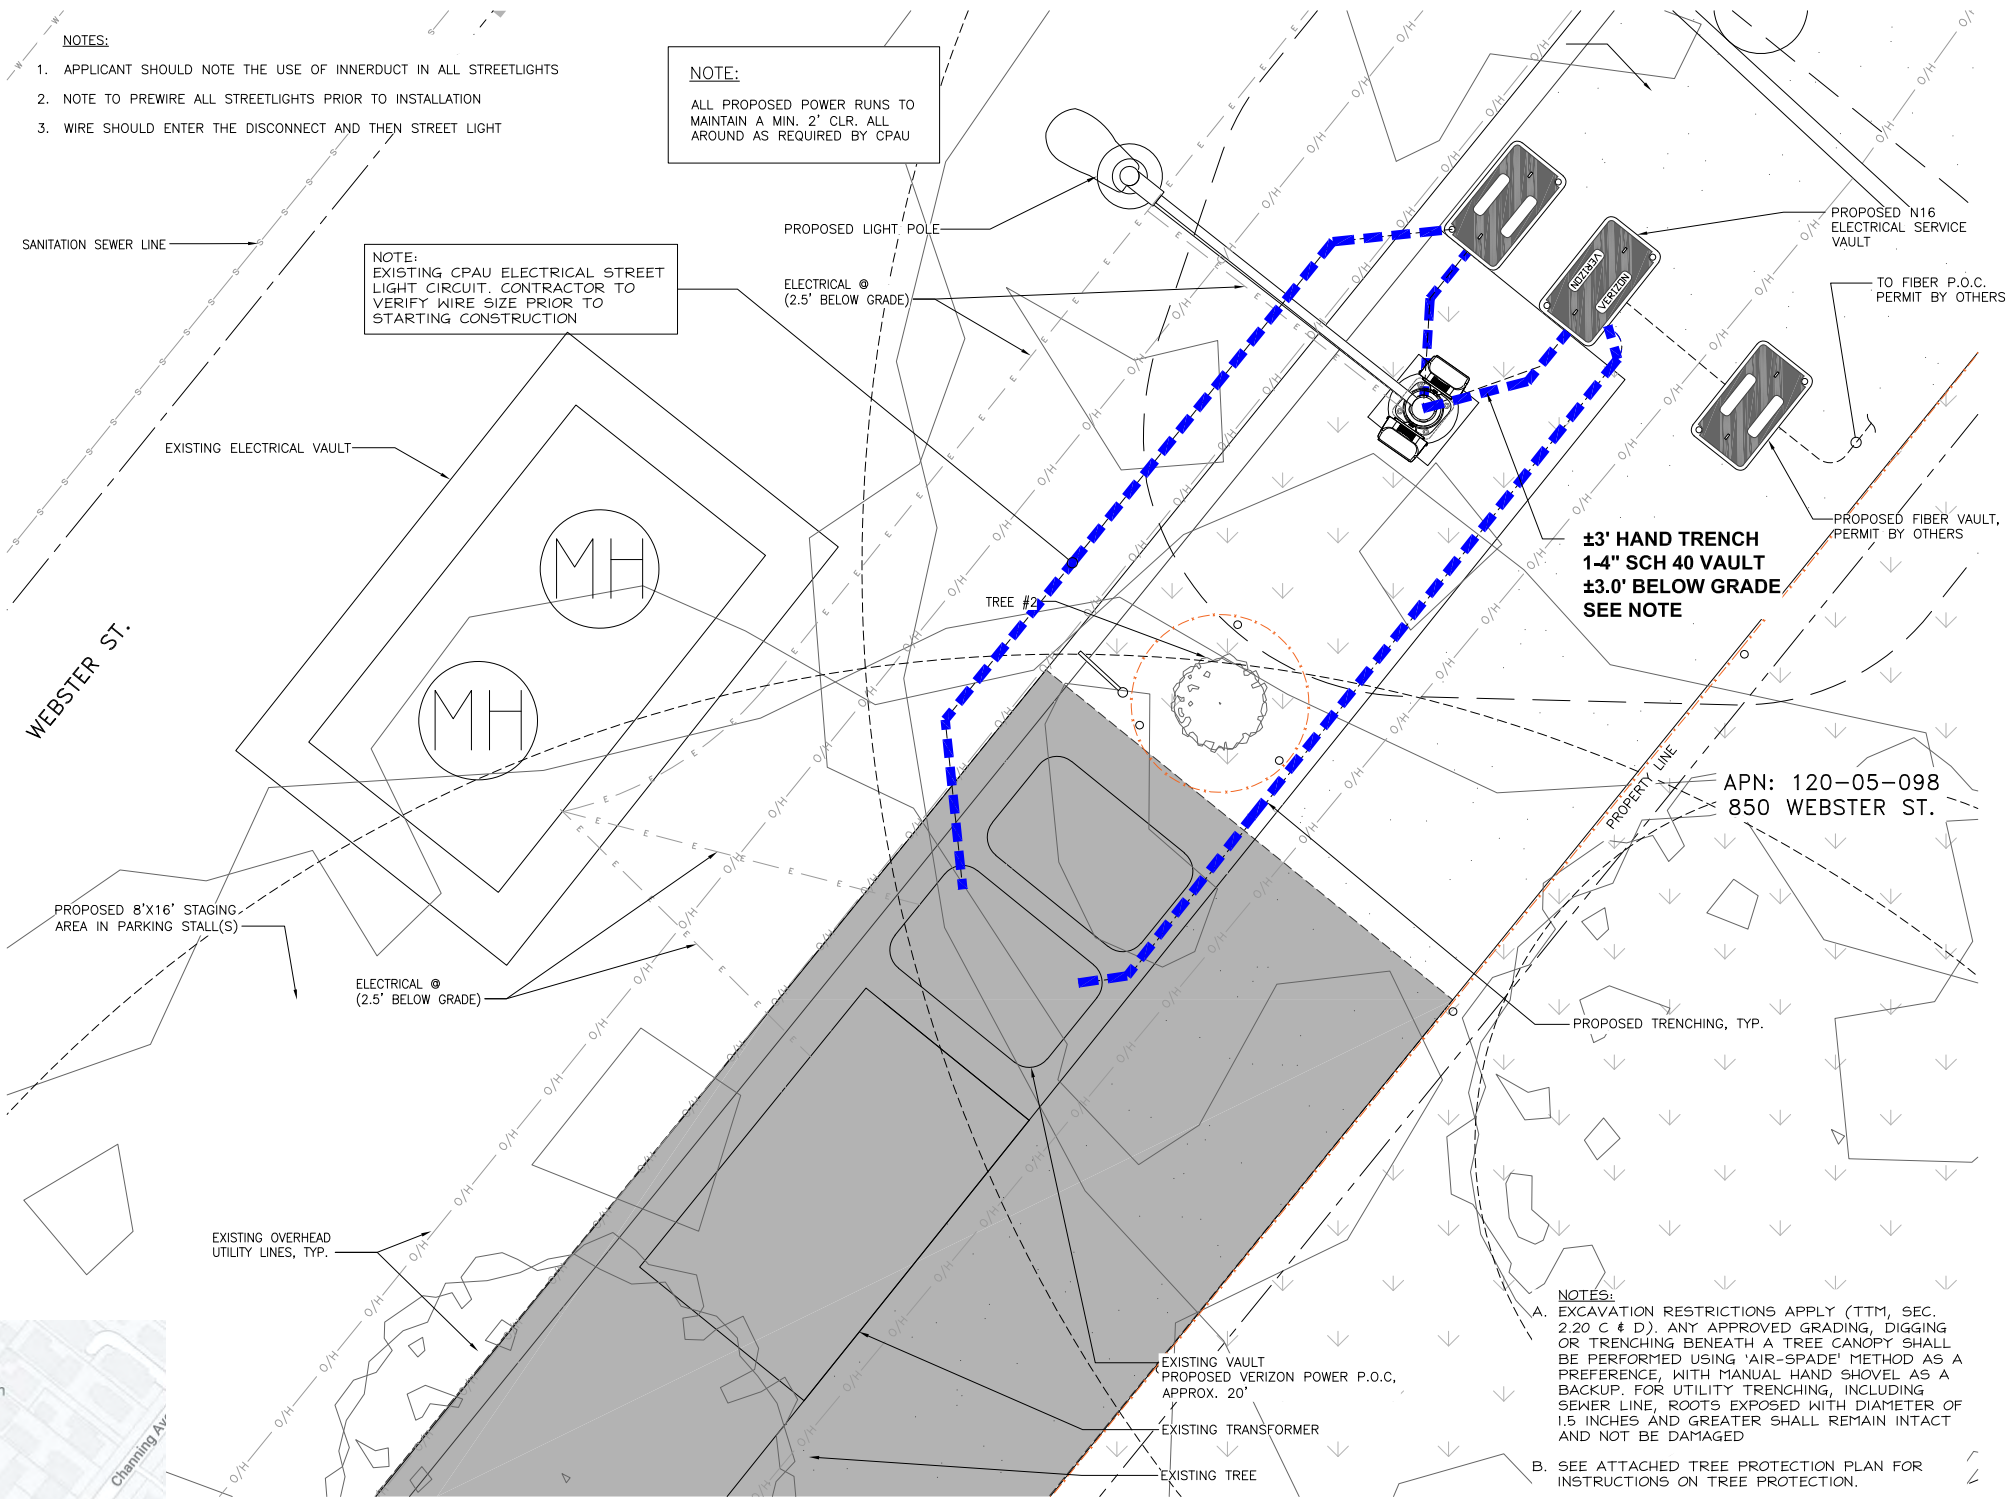 NOTES:
1. APPLICANT SHOULD NOTE THE USE OF INNERDUCT IN ALL STREETLIGHTS
2. NOTE TO PREWIRE ALL STREETLIGHTS PRIOR TO INSTALLATION
3. WIRE SHOULD ENTER THE DISCONNECT AND THEN STREET LIGHT
NOTE:
ALL PROPOSED POWER RUNS TO
MAINTAIN A MIN. 2' CLR. ALL
AROUND AS REQUIRED BY CPAU
SANITATION SEWER LINE
NOTE:
EXISTING CPAU ELECTRICAL STREET
LIGHT CIRCUIT. CONTRACTOR TO
VERIFY WIRE SIZE PRIOR TO
STARTING CONSTRUCTION
PROPOSED LIGHT POLE
ELECTRICAL @
(2.5' BELOW GRADE)
PROPOSED N16
ELECTRICAL SERVICE
VAULT
VERIZON
VERIZON
TO FIBER P.O.C.
PERMIT BY OTHERS
EXISTING ELECTRICAL VAULT
MH
MH
PROPOSED FIBER VAULT,
PERMIT BY OTHERS
±3' HAND TRENCH
1-4" SCH 40 VAULT
±3.0' BELOW GRADE
SEE NOTE
TREE #2
WEBSTER ST.
PROPERTY LINE
APN: 120-05-098
850 WEBSTER ST.
PROPOSED 8'X16' STAGING
AREA IN PARKING STALL(S)
ELECTRICAL @
(2.5' BELOW GRADE)
PROPOSED TRENCHING, TYP.
EXISTING OVERHEAD
UTILITY LINES, TYP.
EXISTING VAULT
PROPOSED VERIZON POWER P.O.C,
APPROX. 20'
EXISTING TRANSFORMER
EXISTING TREE
Channing Av
NOTES:
A. EXCAVATION RESTRICTIONS APPLY (TTM, SEC.
2.20 C & D). ANY APPROVED GRADING, DIGGING
OR TRENCHING BENEATH A TREE CANOPY SHALL
BE PERFORMED USING 'AIR-SPADE' METHOD AS A
PREFERENCE, WITH MANUAL HAND SHOVEL AS A
BACKUP. FOR UTILITY TRENCHING, INCLUDING
SEWER LINE, ROOTS EXPOSED WITH DIAMETER OF
1.5 INCHES AND GREATER SHALL REMAIN INTACT
AND NOT BE DAMAGED
B. SEE ATTACHED TREE PROTECTION PLAN FOR
INSTRUCTIONS ON TREE PROTECTION.